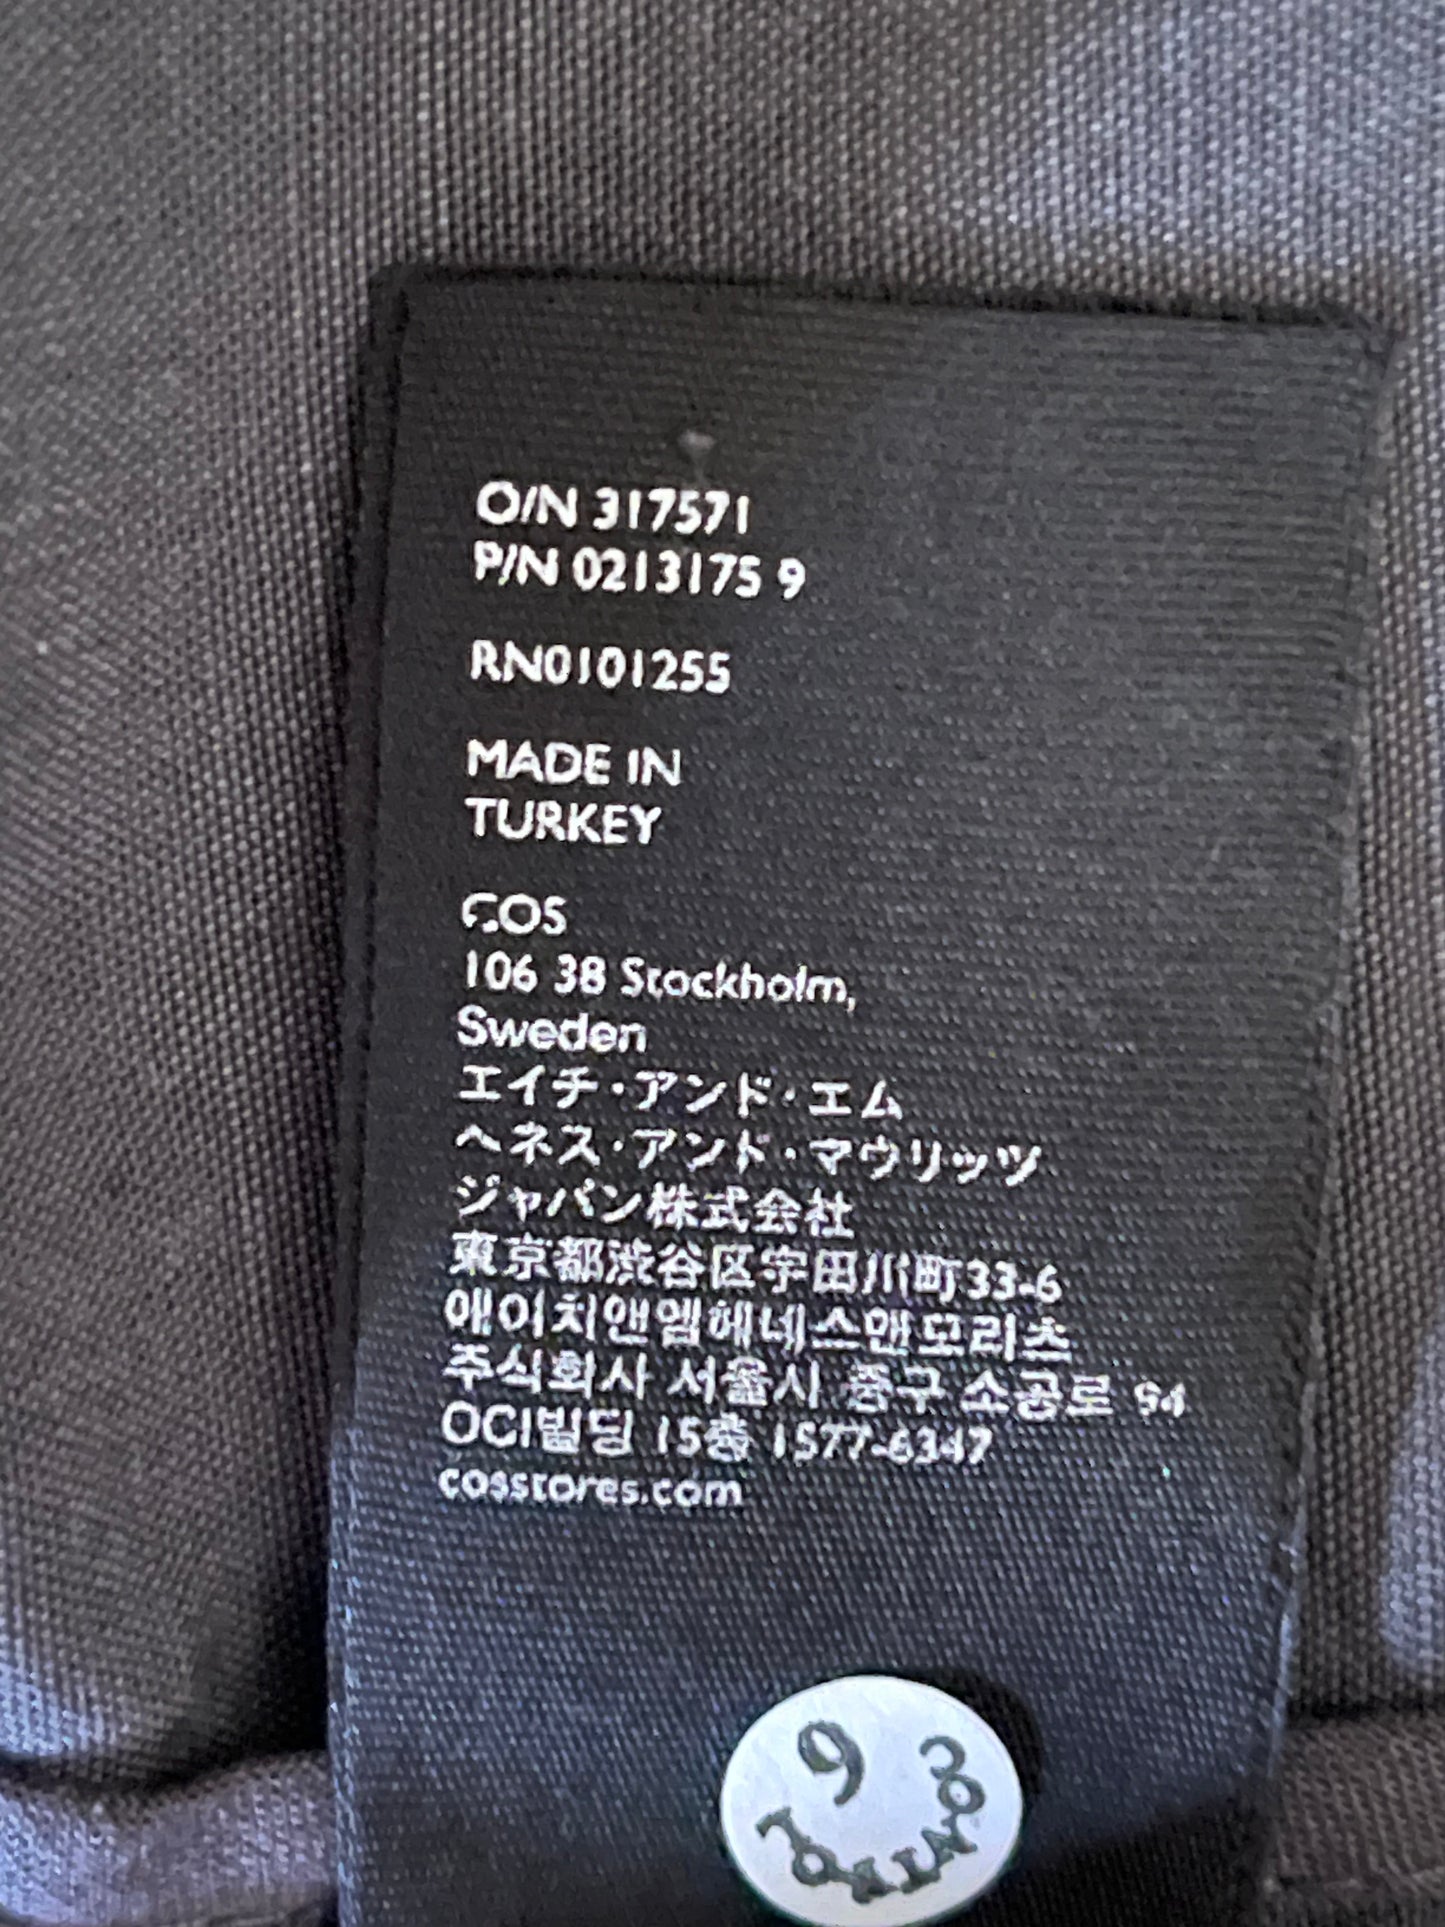 O/N 317571
P/N 0213175 9
RN0101255
MADE IN
TURKEY
COS
106 38 Stockholm,
Sweden
エイチ・アンド・エム
ヘネス・アンド・マウリッツ
ジャパン株式会社
東京都渋谷区宇田川町33-6
에이치앤엠헤네스앤모리츠
주식회사 서울시 중구 소공로 94
OCI빌딩 15층 1577-6347
cosstores.com
6
CONTROL